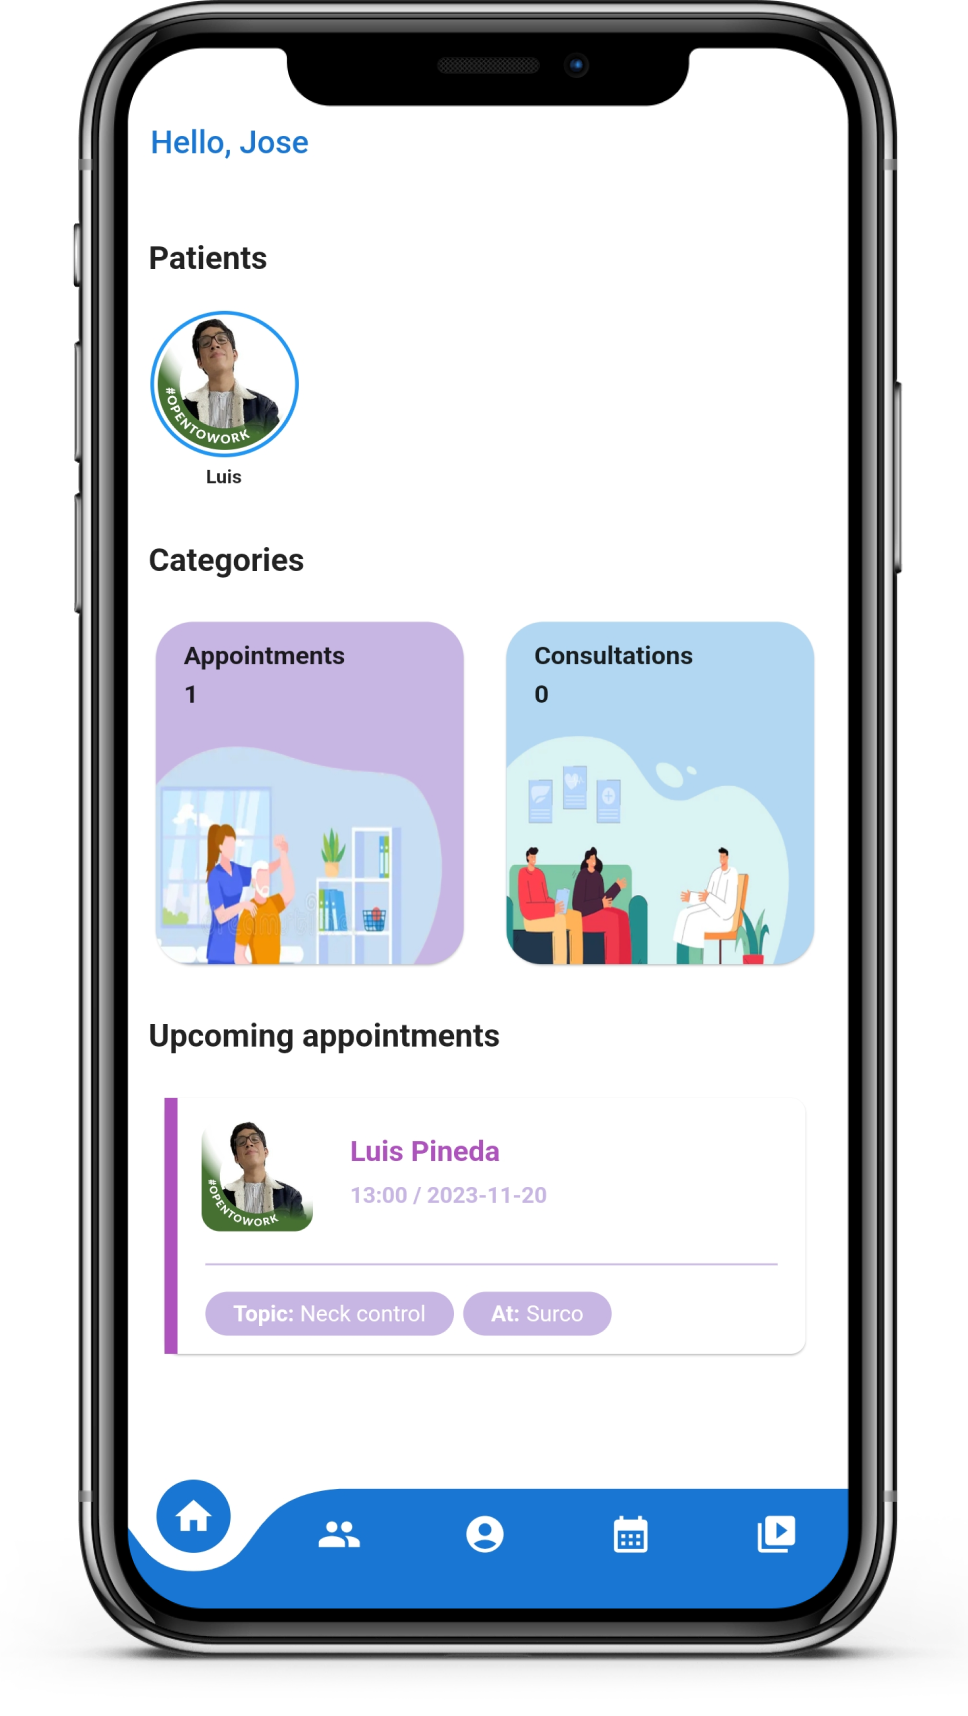 Hello, Jose
Patients
#OPENTOWORK
Luis
Categories
Appointments
1
Consultations
0
Upcoming appointments
#OPENTOWORK
Luis Pineda
13:00 / 2023-11-20
Topic: Neck control
At: Surco